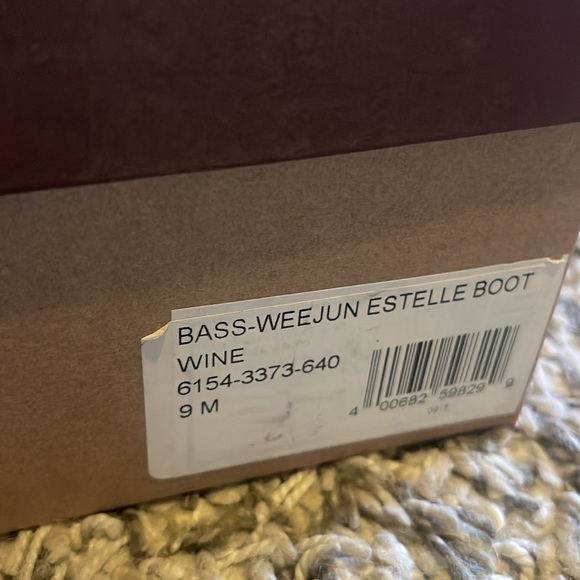 BASS-WEEJUN ESTELLE BOOT
WINE
6154-3373-640
9 M
4 00682 59829 9